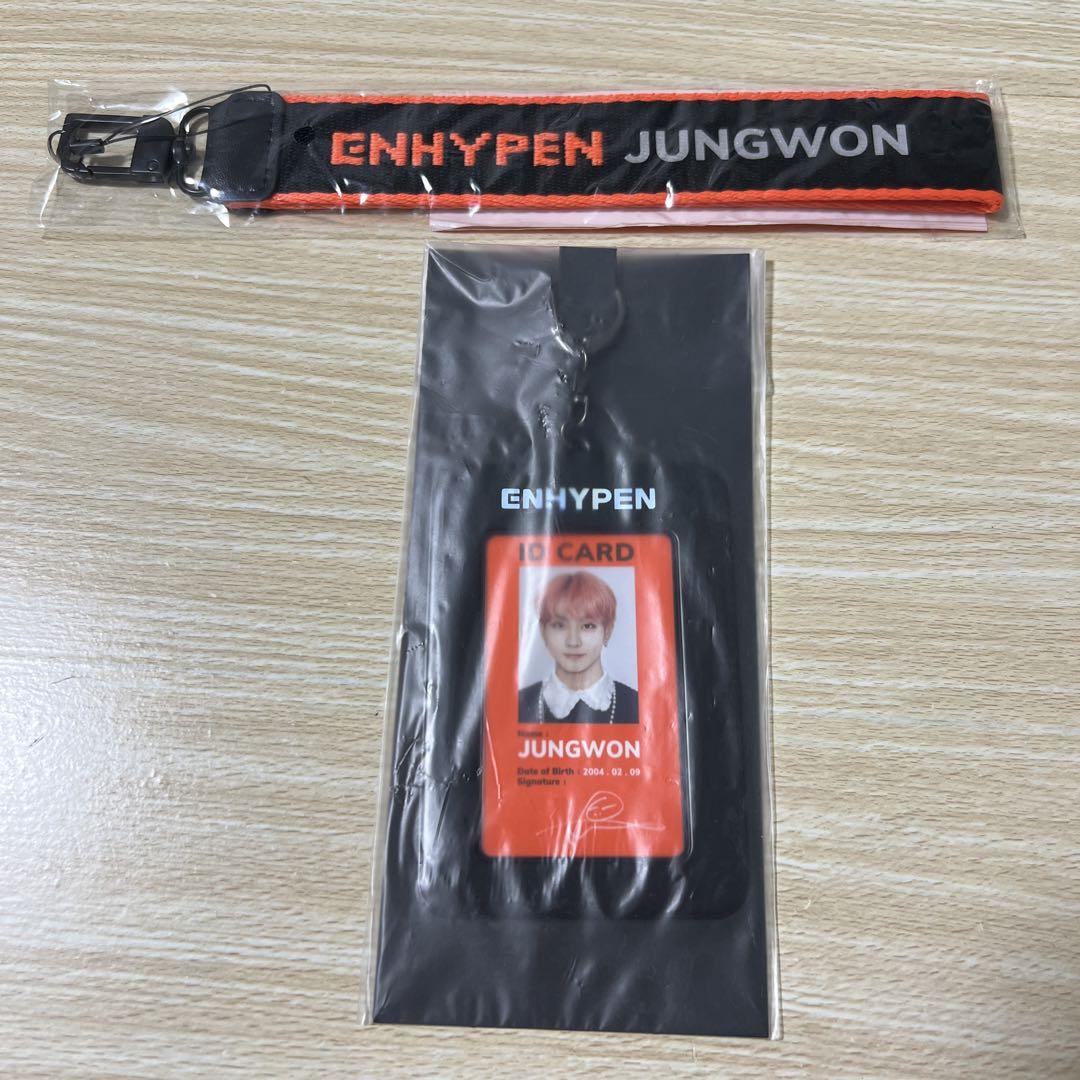 ENHYPEN JUNGWON
ENHYPEN
ID CARD
Name :
JUNGWON
Date of Birth : 2004 . 02 . 09
Signature :